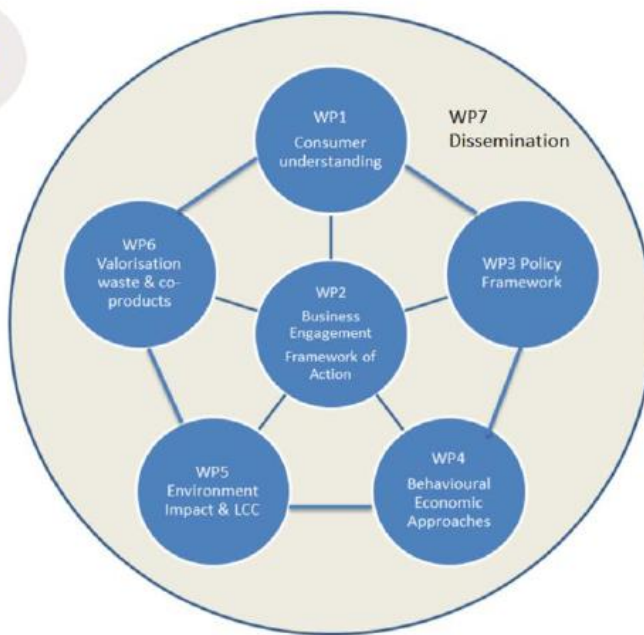 WP1
Consumer
understanding
WP7
Dissemination
WP6
Valorisation
waste & co-
products
WP3 Policy
Framework
WP2
Business
Engagement
Framework of
Action
WP5
Environment
Impact & LCC
WP4
Behavioural
Economic
Approaches